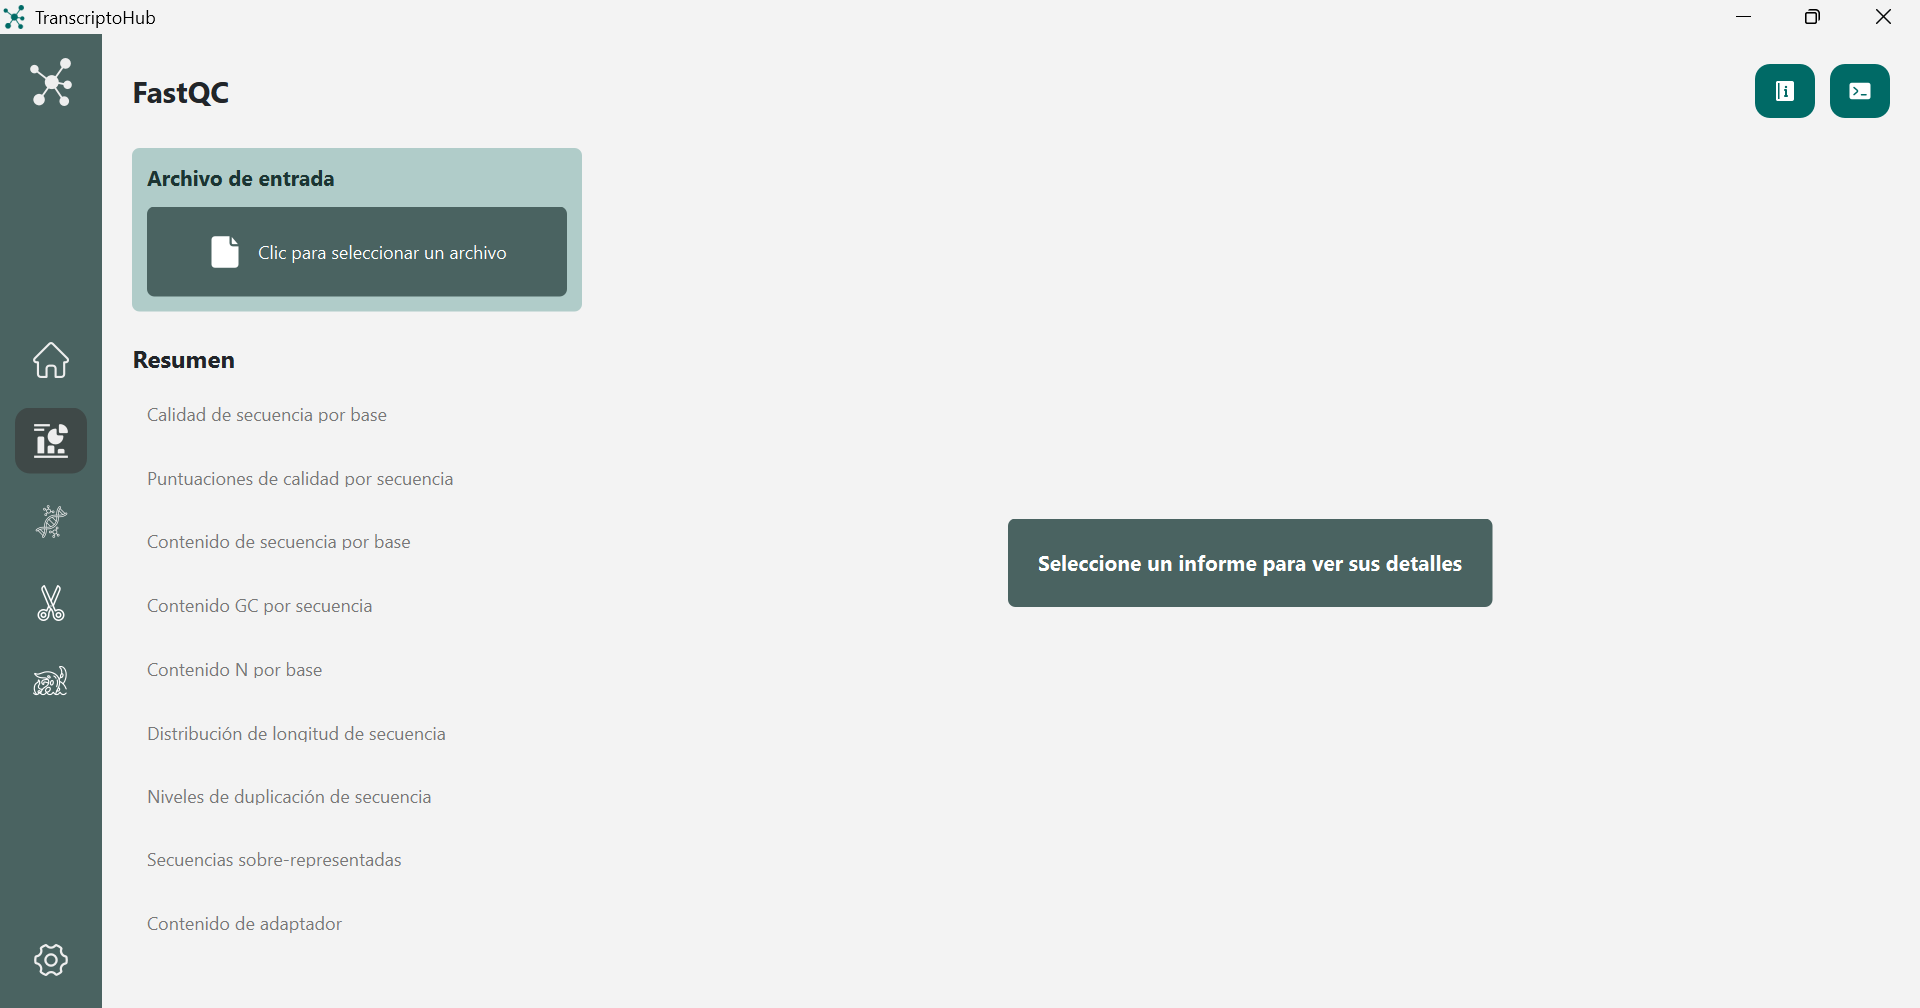 TranscriptoHub
FastQC
Archivo de entrada
Clic para seleccionar un archivo
Resumen
Calidad de secuencia por base
Puntuaciones de calidad por secuencia
Contenido de secuencia por base
Contenido GC por secuencia
Contenido N por base
Distribución de longitud de secuencia
Niveles de duplicación de secuencia
Secuencias sobre-representadas
Contenido de adaptador
Seleccione un informe para ver sus detalles